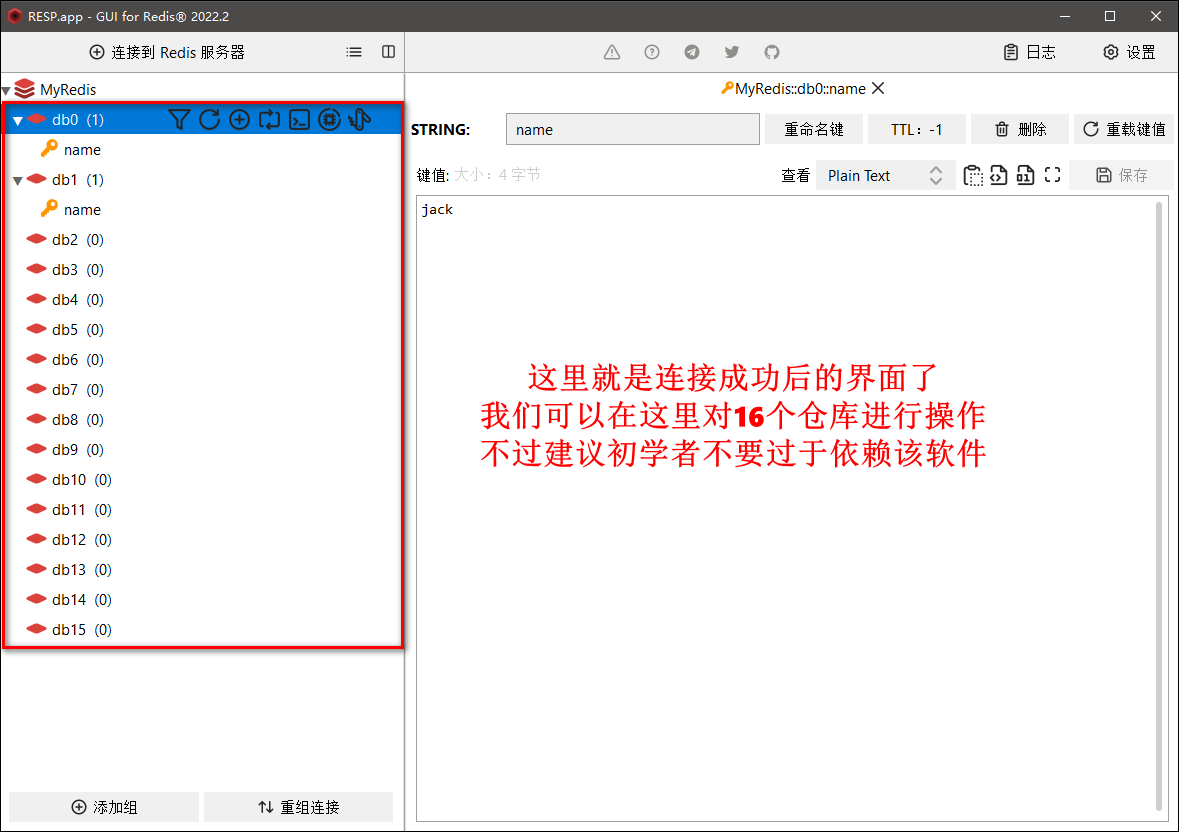 RESP.app - GUI for Redis® 2022.2
连接到 Redis 服务器
日志
设置
MyRedis
MyRedis::db0::name
db0 (1)
name
db1 (1)
name
db2 (0)
db3 (0)
db4 (0)
db5 (0)
db6 (0)
db7 (0)
db8 (0)
db9 (0)
db10 (0)
db11 (0)
db12 (0)
db13 (0)
db14 (0)
db15 (0)
添加组
重组连接
STRING:
name
重命名键
TTL：-1
删除
重载键值
键值: 大小：4 字节
查看
Plain Text
保存
jack
这里就是连接成功后的界面了
我们可以在这里对16个仓库进行操作
不过建议初学者不要过于依赖该软件